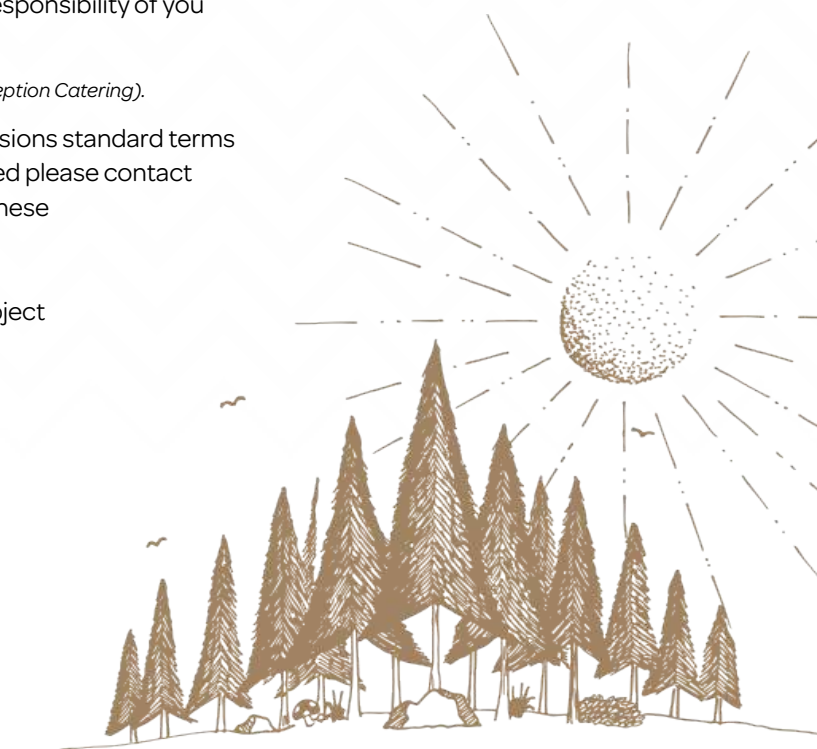 esponsibility of you
eption Catering).
sions standard terms
ed please contact
hese
ject